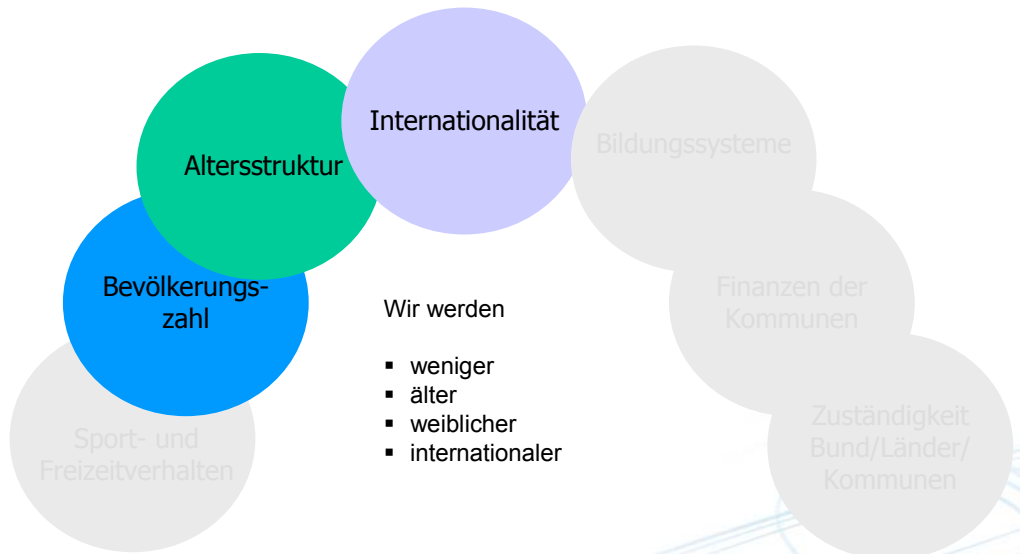 Internationalität
Altersstruktur
Bildungssysteme
Bevölkerungs-
zahl
Finanzen der
Kommunen
Wir werden
▪ weniger
▪ älter
▪ weiblicher
▪ internationaler
Sport- und
Freizeitverhalten
Zuständigkeit
Bund/Länder/
Kommunen